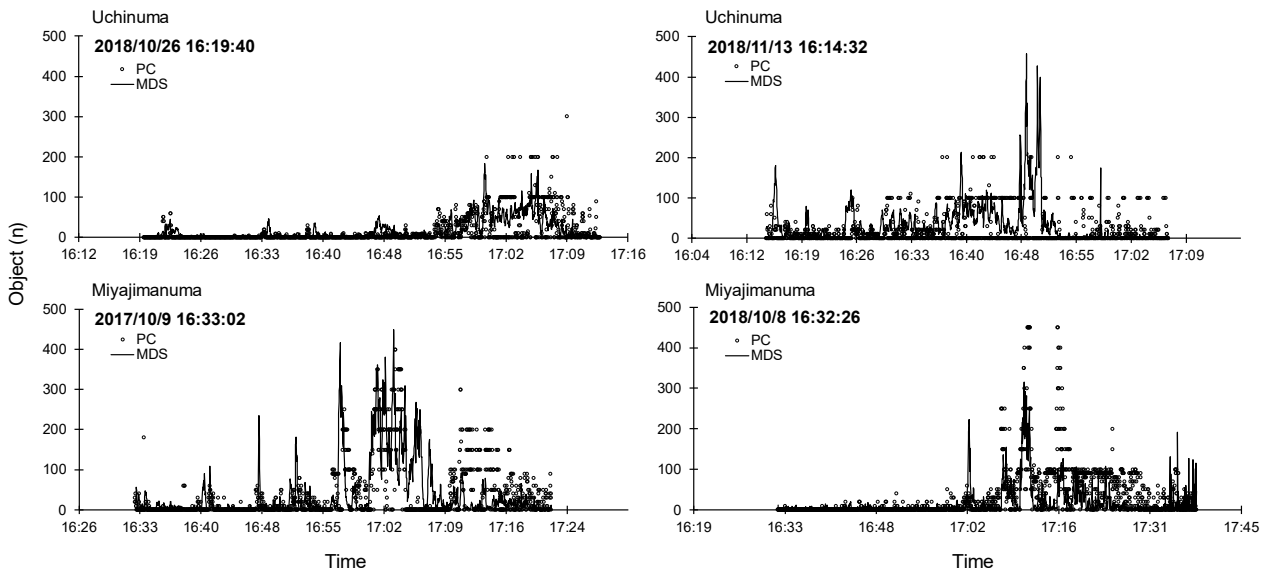 Uchinuma
2018/10/26 16:19:40
PC
MDS
500
400
300
200
100
0
16:12 16:19 16:26 16:33 16:40 16:48 16:55 17:02 17:09 17:16
Uchinuma
2018/11/13 16:14:32
PC
MDS
500
400
300
200
100
0
16:04 16:12 16:19 16:26 16:33 16:40 16:48 16:55 17:02 17:09
Object (n)
Miyajimanuma
2017/10/9 16:33:02
PC
MDS
500
400
300
200
100
0
16:26 16:33 16:40 16:48 16:55 17:02 17:09 17:16 17:24
Time
Miyajimanuma
2018/10/8 16:32:26
PC
MDS
500
400
300
200
100
0
16:19 16:33 16:48 17:02 17:16 17:31 17:45
Time